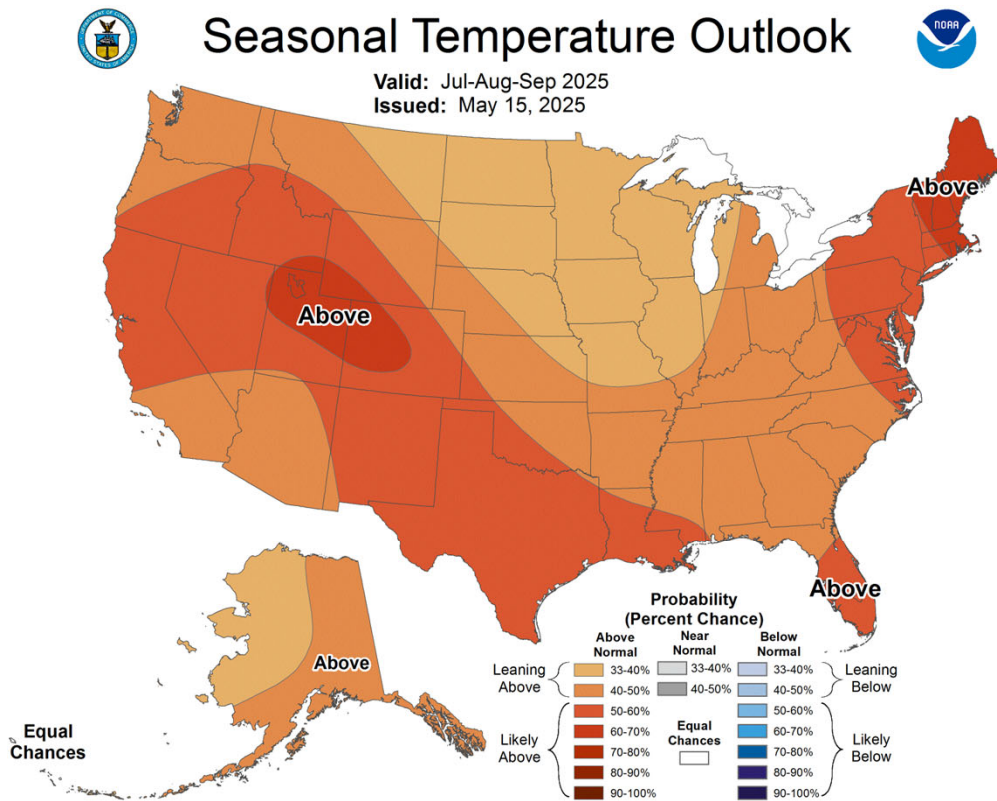 Seasonal Temperature Outlook
Valid: Jul-Aug-Sep 2025
Issued: May 15, 2025
NOAA
Above
Above
Above
Above
Equal
Chances
Probability
(Percent Chance)
Above
Normal
Near
Normal
Below
Normal
Leaning
Above
33-40%
33-40%
33-40%
Leaning
Below
40-50%
40-50%
40-50%
Likely
Above
50-60%
50-60%
Likely
Below
60-70%
60-70%
Equal
Chances
70-80%
70-80%
80-90%
80-90%
90-100%
90-100%